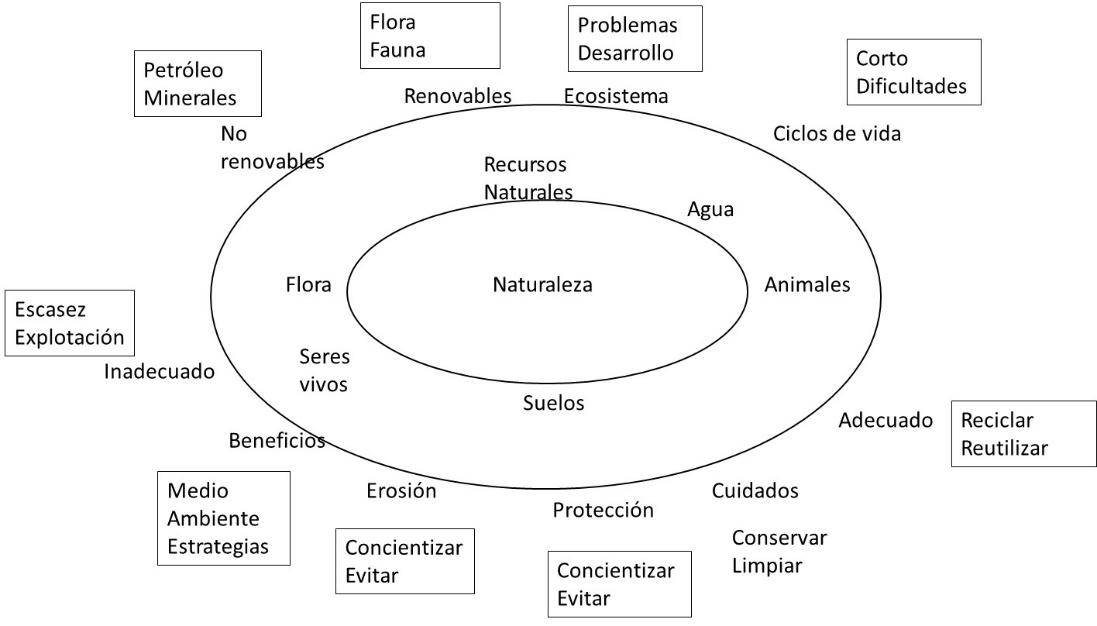 Flora
Fauna
Problemas
Desarrollo
Corto
Dificultades
Petróleo
Minerales
Renovables
Ecosistema
Ciclos de vida
No
renovables
Recursos
Naturales
Agua
Flora
Naturaleza
Animales
Escasez
Explotación
Inadecuado
Seres
vivos
Suelos
Adecuado
Reciclar
Reutilizar
Beneficios
Erosión
Protección
Cuidados
Medio
Ambiente
Estrategias
Concientizar
Evitar
Concientizar
Evitar
Conservar
Limpiar